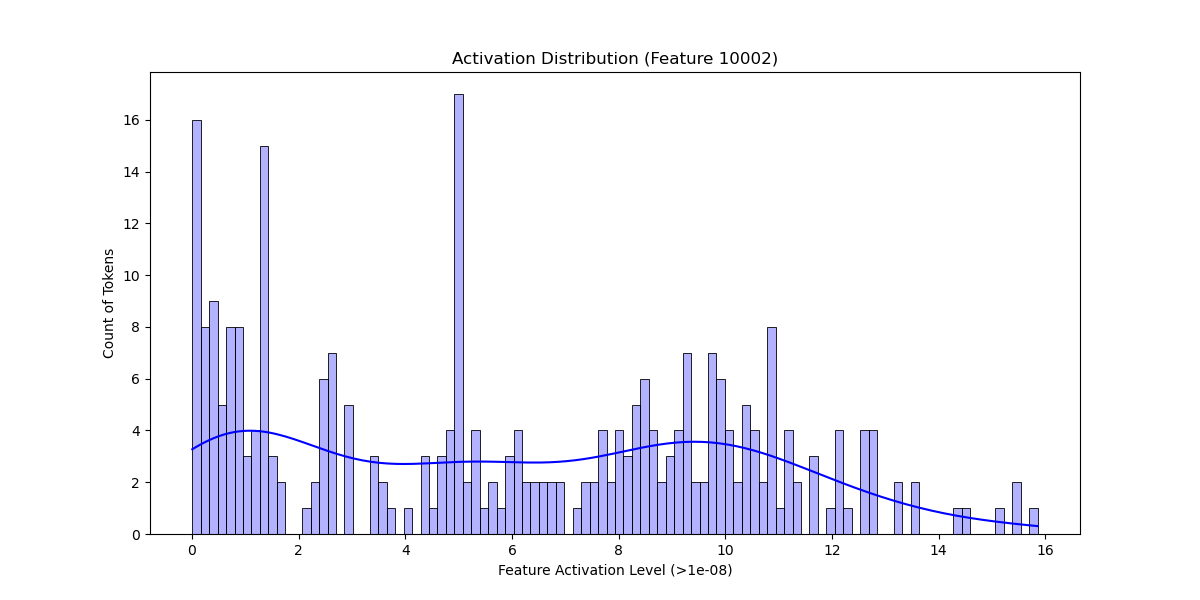 Activation Distribution (Feature 10002)
Count of Tokens
16
14
12
10
8
6
4
2
0
0 2 4 6 8 10 12 14 16
Feature Activation Level (>1e-08)